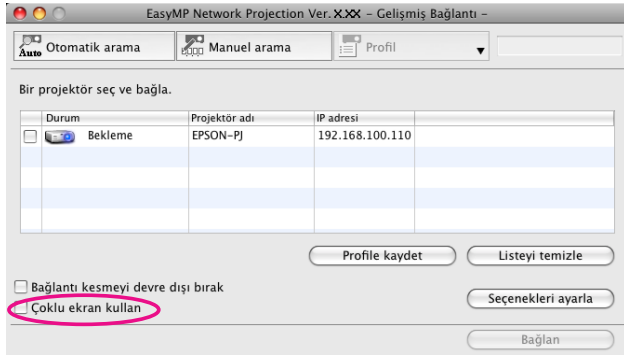 EasyMP Network Projection Ver. X.XX – Gelişmiş Bağlantı –
Auto Otomatik arama Manuel arama Profil
Bir projektör seç ve bağla.
Durum Projektör adı IP adresi
Bekleme EPSON-PJ 192.168.100.110
Profile kaydet Listeyi temizle
Bağlantı kesmeyi devre dışı bırak
Seçenekleri ayarla
Çoklu ekran kullan
Bağlan